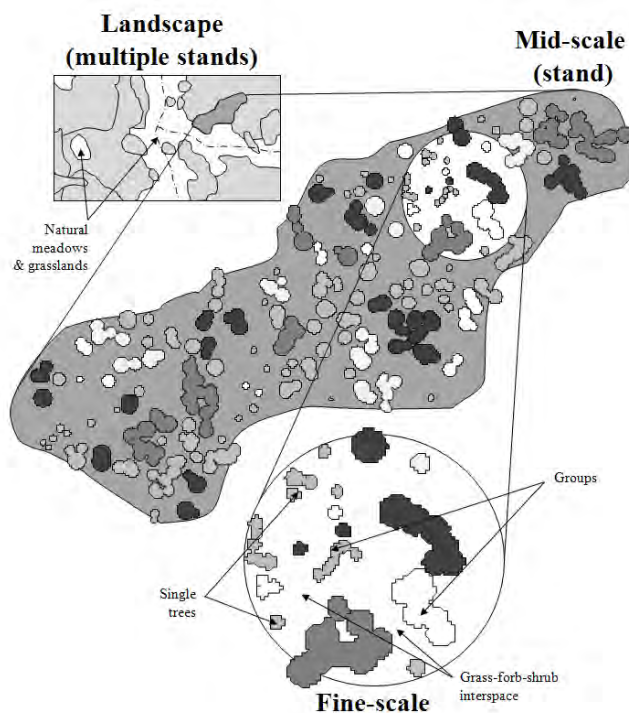 Landscape
(multiple stands)
Mid-scale
(stand)
Natural
meadows
& grasslands
Groups
Single
trees
Grass-forb-shrub
interspace
Fine-scale